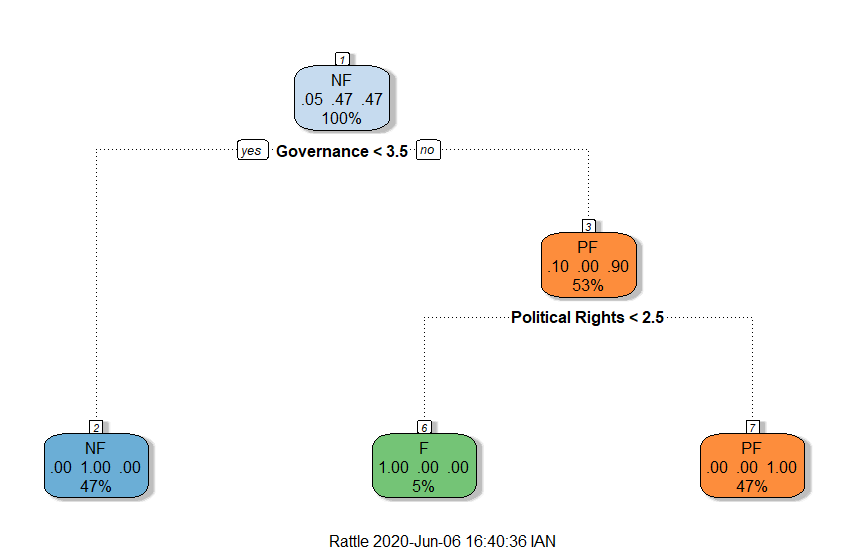 1
NF
.05 .47 .47
100%
yes Governance < 3.5 no
3
PF
.10 .00 .90
53%
Political Rights < 2.5
2
NF
.00 1.00 .00
47%
6
F
1.00 .00 .00
5%
7
PF
.00 .00 1.00
47%
Rattle 2020-Jun-06 16:40:36 IAN